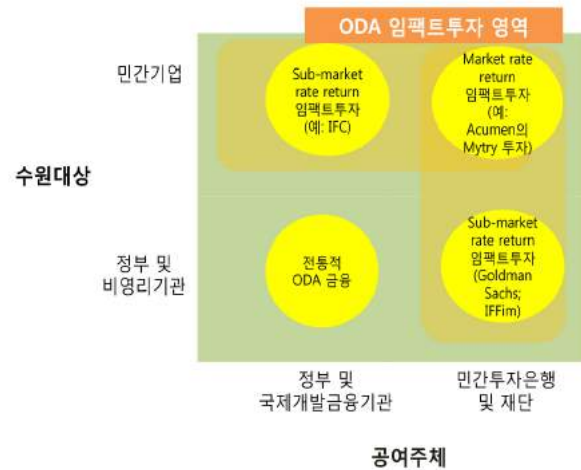 ODA 임팩트투자 영역
민간기업
Sub-market
rate return
임팩트투자
(예: IFC)
Market rate
return
임팩트투자
(예:
Acumen의
Mytry 투자)
수원대상
정부 및
비영리기관
전통적
ODA 금융
Sub-market
rate return
임팩트투자
(Goldman
Sachs;
IFFim)
정부 및
국제개발금융기관
민간투자은행
및 재단
공여주체